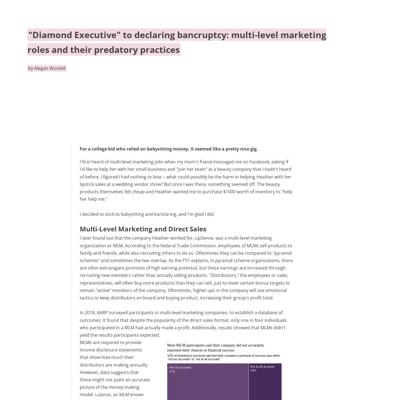 "Diamond Executive" to declaring bancruptcy: multi-level marketing
roles and their predatory practices
by Megan Wordell
For a college kid who relied on babysitting money, it seemed like a pretty nice gig.
I first heard of multi-level marketing jobs when my mom's friend messaged me on Facebook, asking if
I'd like to help her with her small business and "join her team" at a beauty company that I hadn't heard
of before. I figured I had nothing to lose – what could possibly be the harm in helping Heather with her
lipstick sales at a wedding vendor show? But once I was there, something seemed off. The beauty
products themselves felt cheap and Heather wanted me to purchase $1000 worth of inventory to "help
her help me."
I decided to stick to babysitting and barista-ing, and I'm glad I did.
Multi-Level Marketing and Direct Sales
I later found out that the company Heather worked for, LipSense, was a multi-level marketing
organization or MLM. According to the Federal Trade Commission, employees of MLMs sell products to
family and friends, while also recruiting others to do so. Oftentimes they can be compared to "pyramid
schemes" and sometimes the two overlap. As the FTC explains, in pyramid scheme organizations, there
are often extravagant promises of high-earning potential, but these earnings are increased through
recruiting new members rather than actually selling products. "Distributors," the employees or sales
representatives, will often buy more products than they can sell, just to meet certain bonus targets to
remain "active" members of the company. Oftentimes, higher ups in the company will use emotional
tactics to keep distributors on board and buying product, increasing their group's profit total.
In 2018, AARP surveyed participants in multi-level marketing companies, to establish a database of
outcomes. It found that despite the popularity of the direct sales format, only one in four individuals
who participated in a MLM had actually made a profit. Additionally, results showed that MLMs didn't
yield the results participants expected.
MLMs are required to provide
income disclosure statements
that show how much their
distributors are making annually.
However, data suggests that
these might not paint an accurate
picture of the money-making
model. LuLaRoe, an MLM known
Most MLM participants said their company did not accurately
represent their chances at financial success.